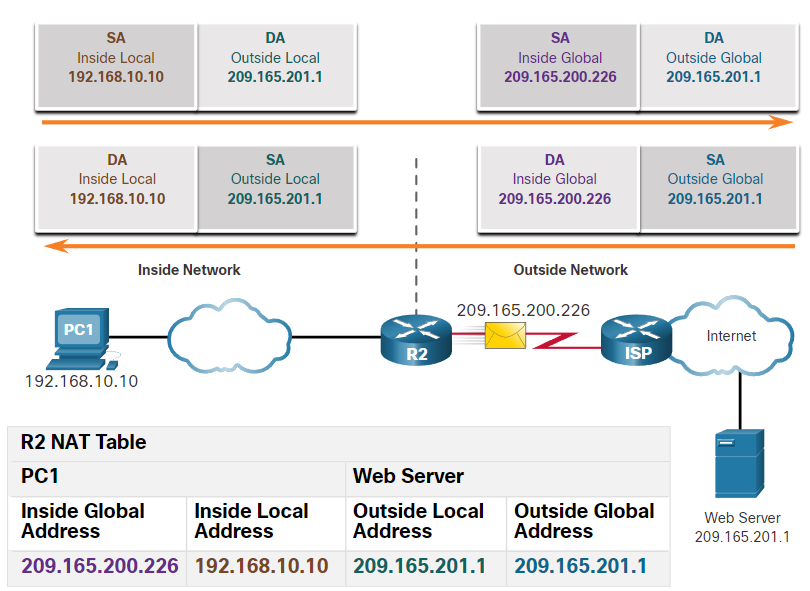 SA
Inside Local
192.168.10.10
DA
Outside Local
209.165.201.1
SA
Inside Global
209.165.200.226
DA
Outside Global
209.165.201.1
DA
Inside Local
192.168.10.10
SA
Outside Local
209.165.201.1
DA
Inside Global
209.165.200.226
SA
Outside Global
209.165.201.1
Inside Network
Outside Network
PC1
192.168.10.10
R2
209.165.200.226
ISP
Internet
Web Server
209.165.201.1
R2 NAT Table
PC1
Web Server
Inside Global
Address
Inside Local
Address
Outside Local
Address
Outside Global
Address
209.165.200.226
192.168.10.10
209.165.201.1
209.165.201.1